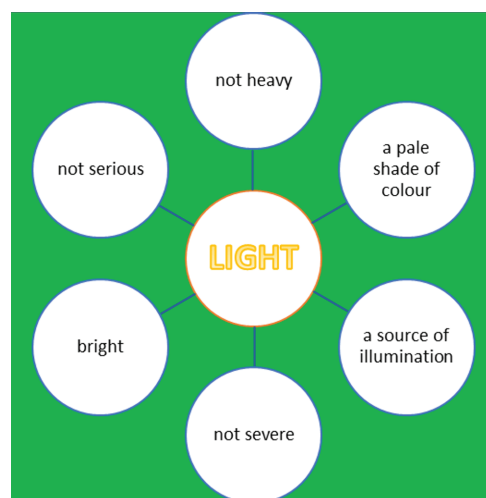 not heavy
a pale
shade of
colour
not serious
LIGHT
bright
a source of
illumination
not severe